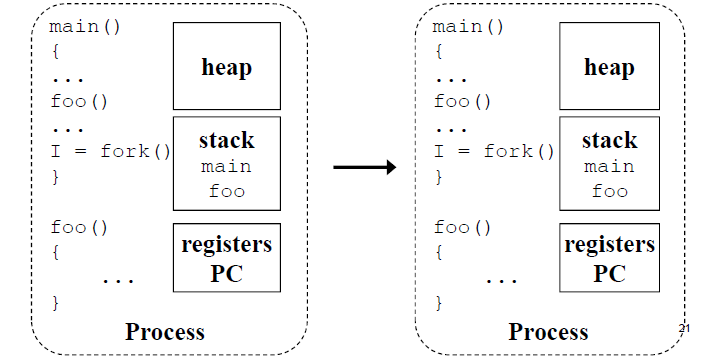 main()
{
...
foo()
...
I = fork()
}
foo()
{
...
}
heap
stack
main
foo
registers
PC
Process
main()
{
...
foo()
...
I = fork()
}
foo()
{
...
}
heap
stack
main
foo
registers
PC
Process
21